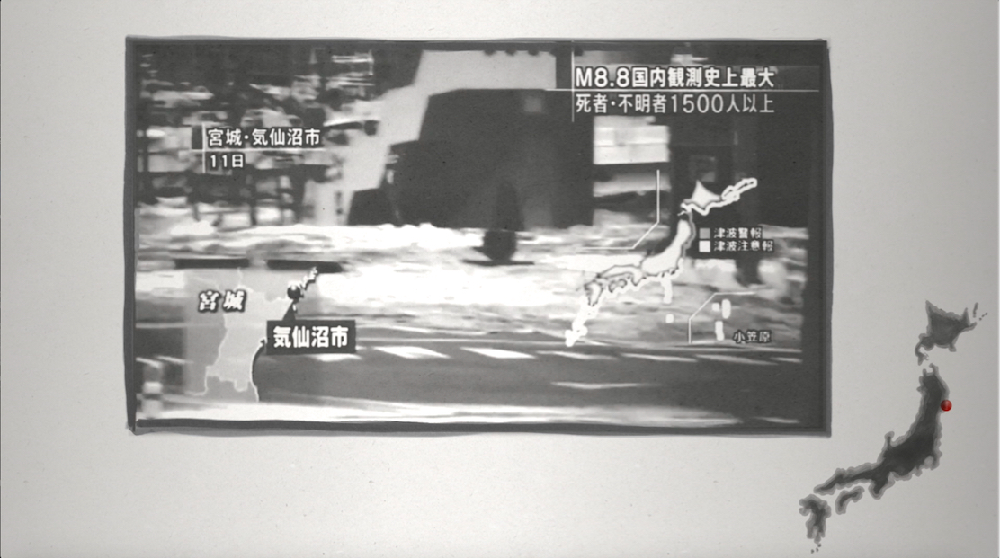 M8.8国内観測史上最大
死者・不明者1500人以上
宮城・気仙沼市
11日
津波警報
津波注意報
宮城
気仙沼市
小笠原